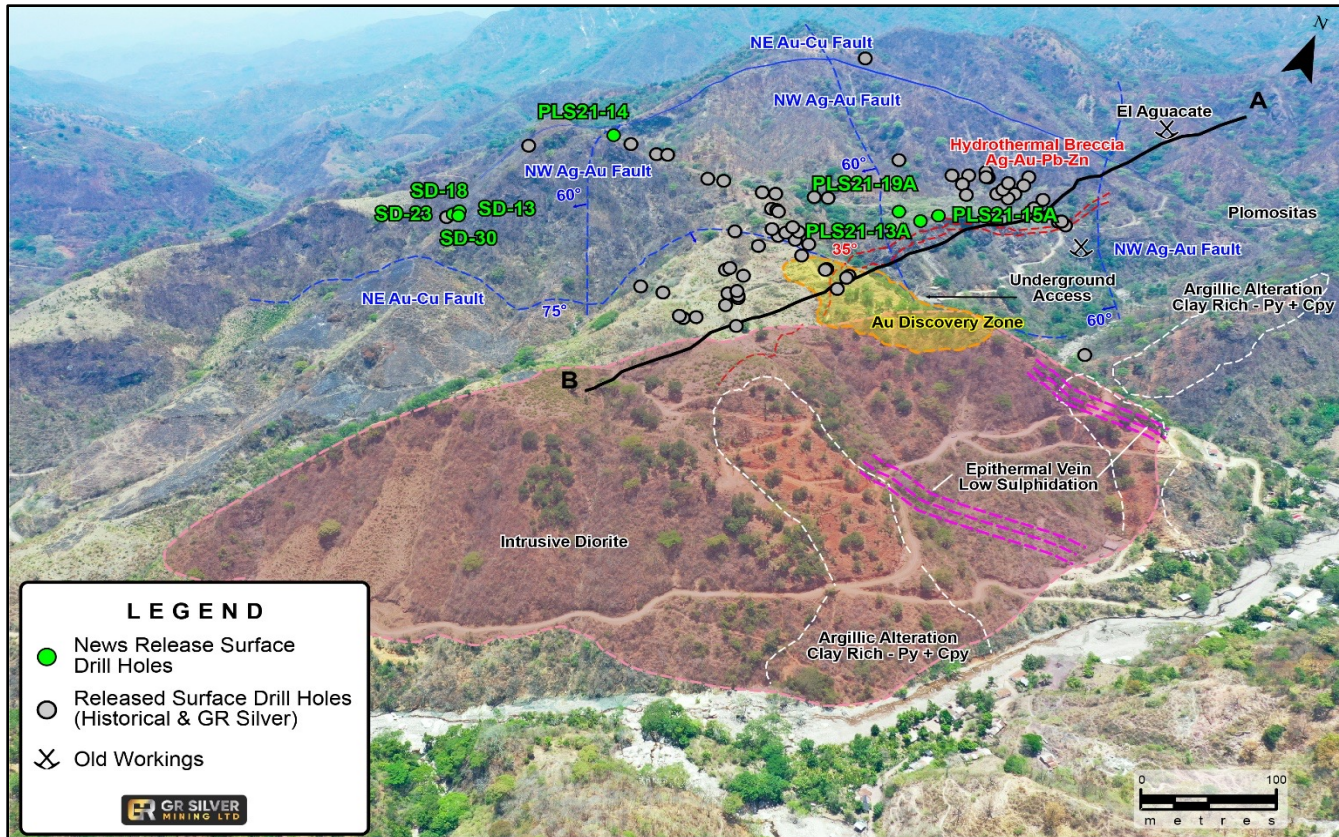 N
NE Au-Cu Fault
NW Ag-Au Fault
El Aguacate
A
PLS21-14
Hydrothermal Breccia
Ag-Au-Pb-Zn
NW Ag-Au Fault
60°
60°
PLS21-19A
SD-18
SD-23
SD-13
SD-30
PLS21-13A
PLS21-15A
Plomositas
35°
NW Ag-Au Fault
NE Au-Cu Fault
75°
Underground
Access
Argillic Alteration
Clay Rich - Py + Cpy
Au Discovery Zone
60°
B
Epithermal Vein
Low Sulphidation
Intrusive Diorite
Argillic Alteration
Clay Rich - Py + Cpy
LEGEND
News Release Surface
Drill Holes
Released Surface Drill Holes
(Historical & GR Silver)
Old Workings
GR SILVER
MINING LTD
0
100
metres